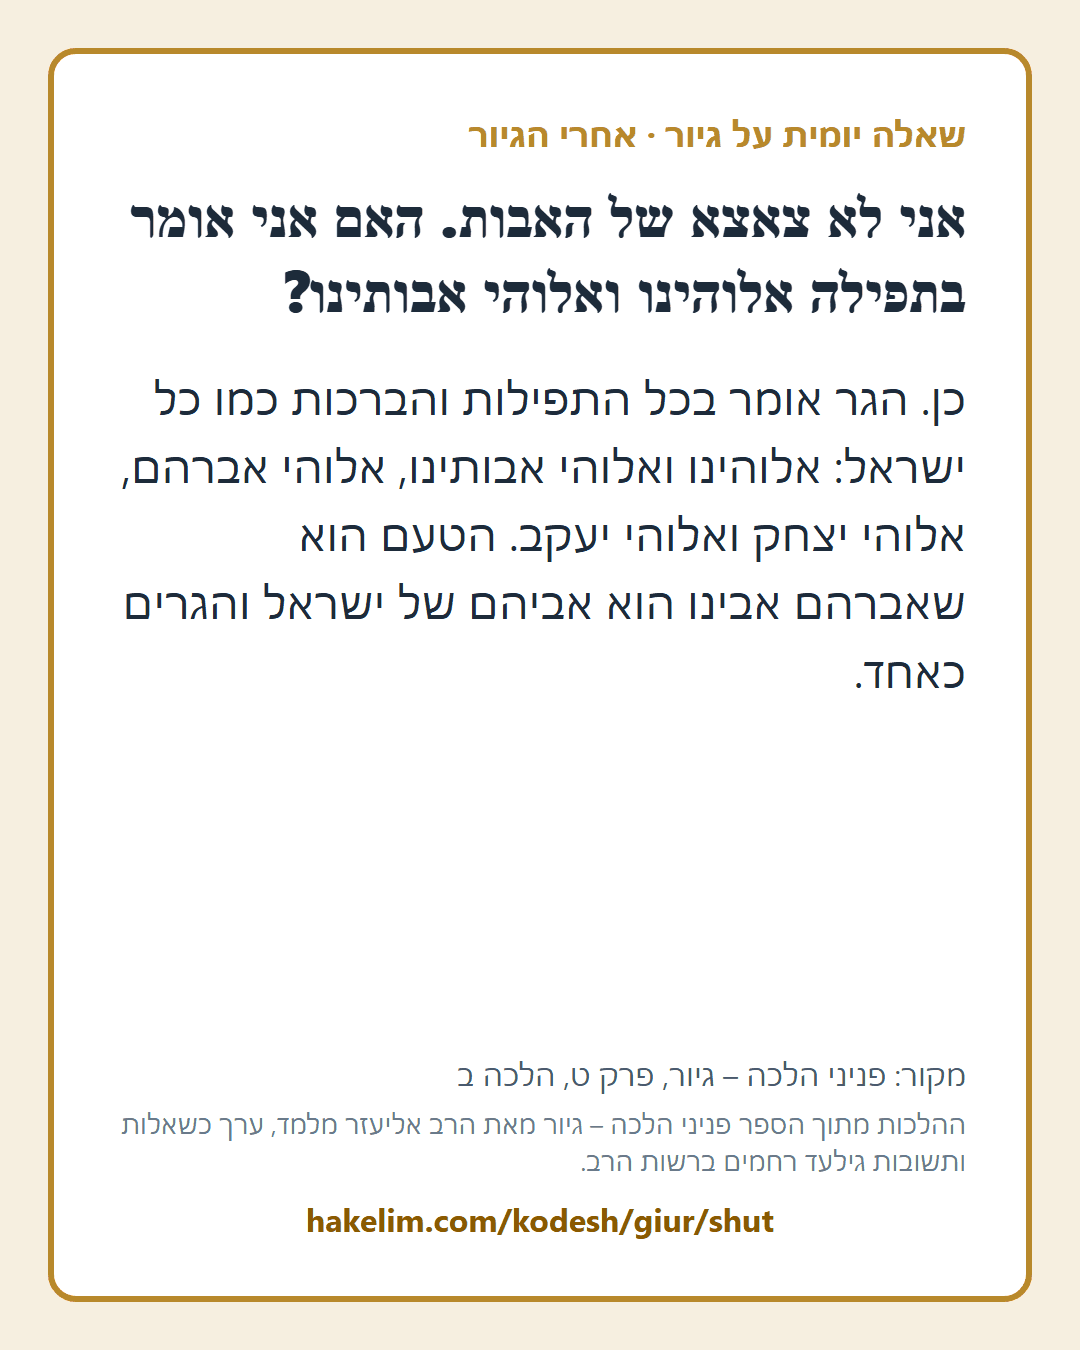 שאלה יומית על גיור · אחרי הגיור
אני לא צאצא של האבות. האם אני אומר
בתפילה אלוהינו ואלוהי אבותינו?
כן. הגר אומר בכל התפילות והברכות כמו כל
ישראל: אלוהינו ואלוהי אבותינו, אלוהי אברהם,
אלוהי יצחק ואלוהי יעקב. הטעם הוא
שאברהם אבינו הוא אביהם של ישראל והגרים
כאחד.
מקור: פניני הלכה – גיור, פרק ט, הלכה ב
ההלכות מתוך הספר פניני הלכה – גיור מאת הרב אליעזר מלמד, ערך כשאלות
ותשובות גילעד רחמים ברשות הרב.
hakelim.com/kodesh/giur/shut